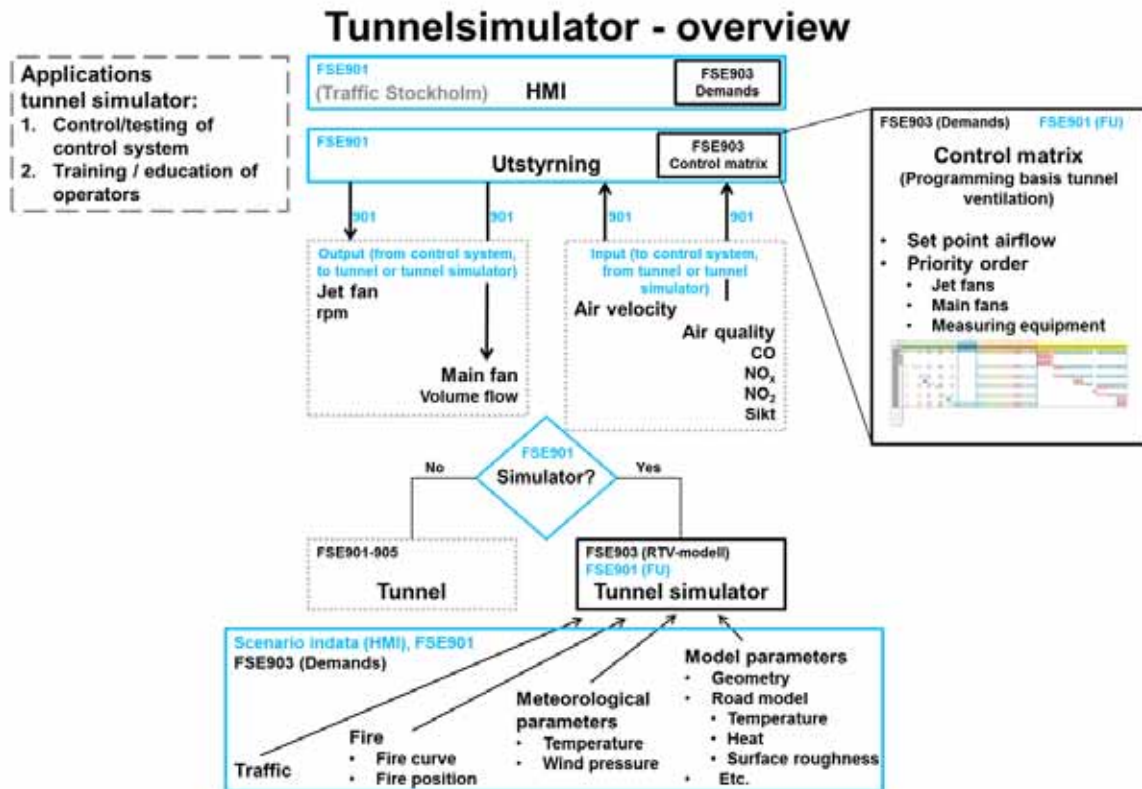 Tunnelsimulator - overview
Applications
tunnel simulator:
1. Control/testing of
control system
2. Training / education of
operators
FSE901
(Traffic Stockholm)
HMI
FSE903
Demands
FSE901
Utstyrning
FSE903
Control matrix
901
901
901
901
Output (from control system,
to tunnel or tunnel simulator)
Jet fan
rpm
Main fan
Volume flow
Input (to control system,
from tunnel or tunnel
simulator)
Air velocity
Air quality
CO
NOx
NO2
Sikt
FSE903 (Demands) FSE901 (FU)
Control matrix
(Programming basis tunnel
ventilation)
• Set point airflow
• Priority order
• Jet fans
• Main fans
• Measuring equipment
FSE901
Simulator?
No
Yes
FSE901-905
Tunnel
FSE903 (RTV-modell)
FSE901 (FU)
Tunnel simulator
Scenario indata (HMI), FSE901
FSE903 (Demands)
Traffic
Fire
• Fire curve
• Fire position
Meteorological
parameters
• Temperature
• Wind pressure
Model parameters
• Geometry
• Road model
• Temperature
• Heat
• Surface roughness
• Etc.